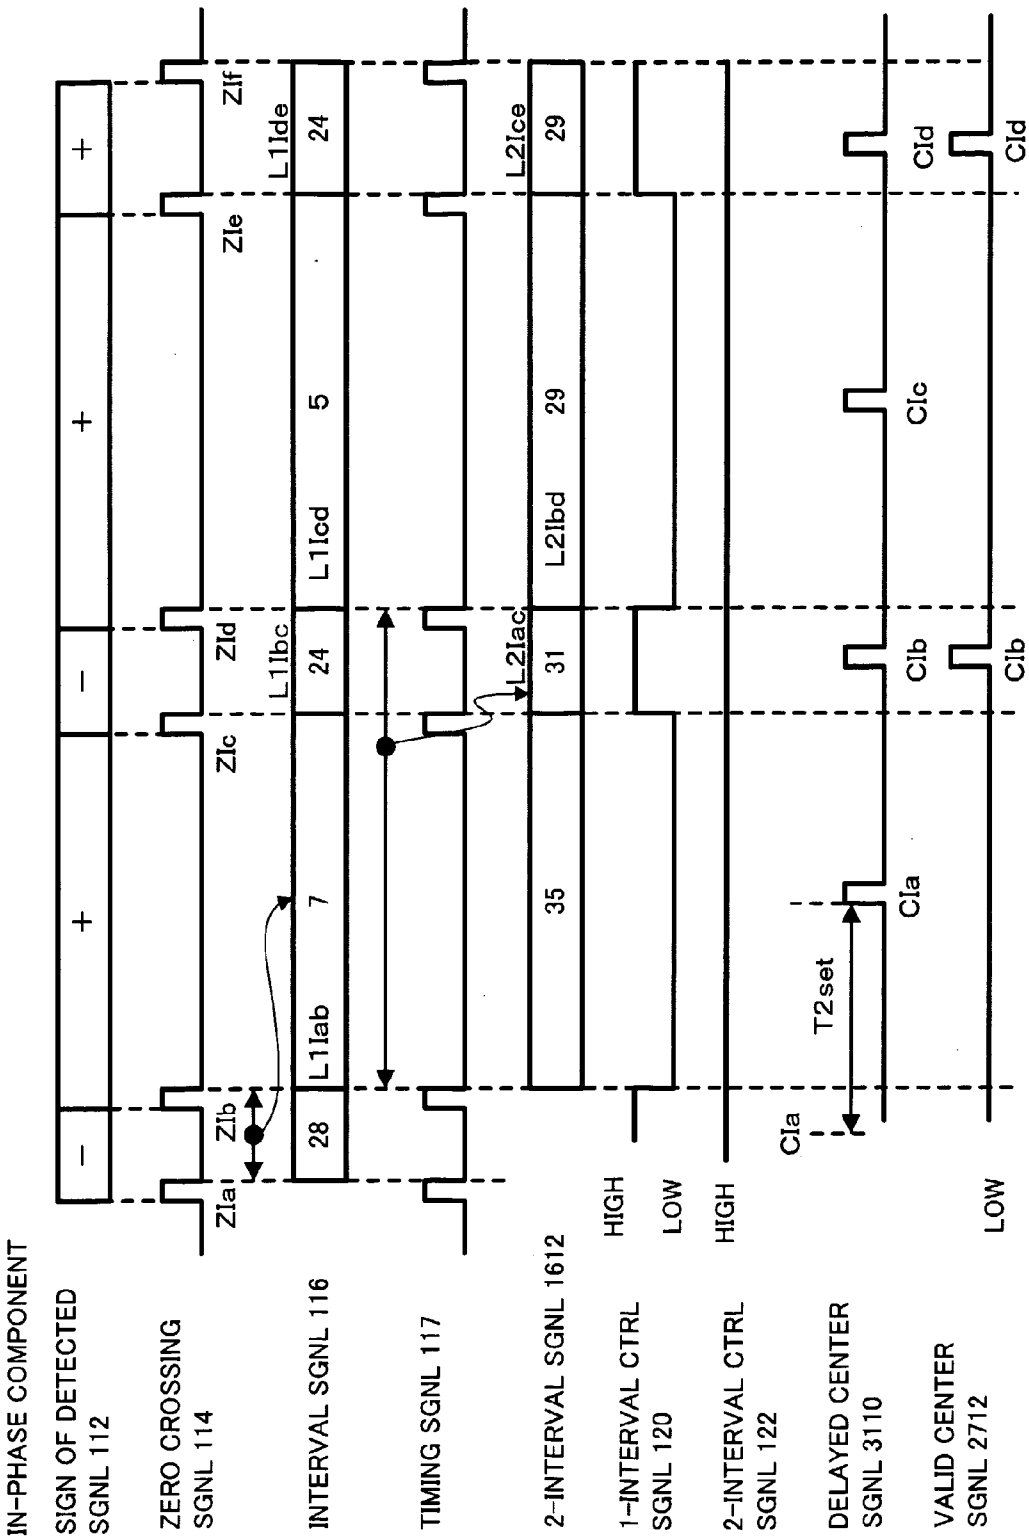 IN-PHASE COMPONENT
SIGN OF DETECTED
SGNL 112
− + − + +
ZERO CROSSING
SGNL 114
ZIa ZIb ZIc ZId ZIe ZIf
INTERVAL SGNL 116
28 L1Iab 7 L1Ibc 24 L1Icd 5 L1Ide 24
TIMING SGNL 117
2-INTERVAL SGNL 1612
35 L2Iac 31 L2Ibd 29 L2Ice 29
1-INTERVAL CTRL
SGNL 120
HIGH
LOW
2-INTERVAL CTRL
SGNL 122
HIGH
DELAYED CENTER
SGNL 3110
CIa T2set CIa CIb CIc CId
VALID CENTER
SGNL 2712
LOW CIb CId